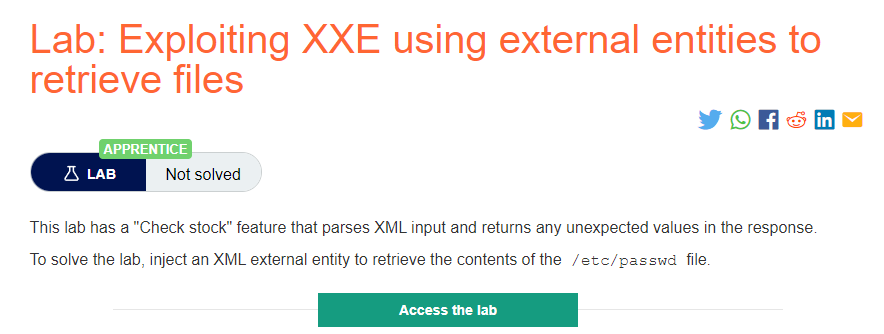 Lab: Exploiting XXE using external entities to
retrieve files
APPRENTICE
LAB Not solved
This lab has a "Check stock" feature that parses XML input and returns any unexpected values in the response.
To solve the lab, inject an XML external entity to retrieve the contents of the /etc/passwd file.
Access the lab